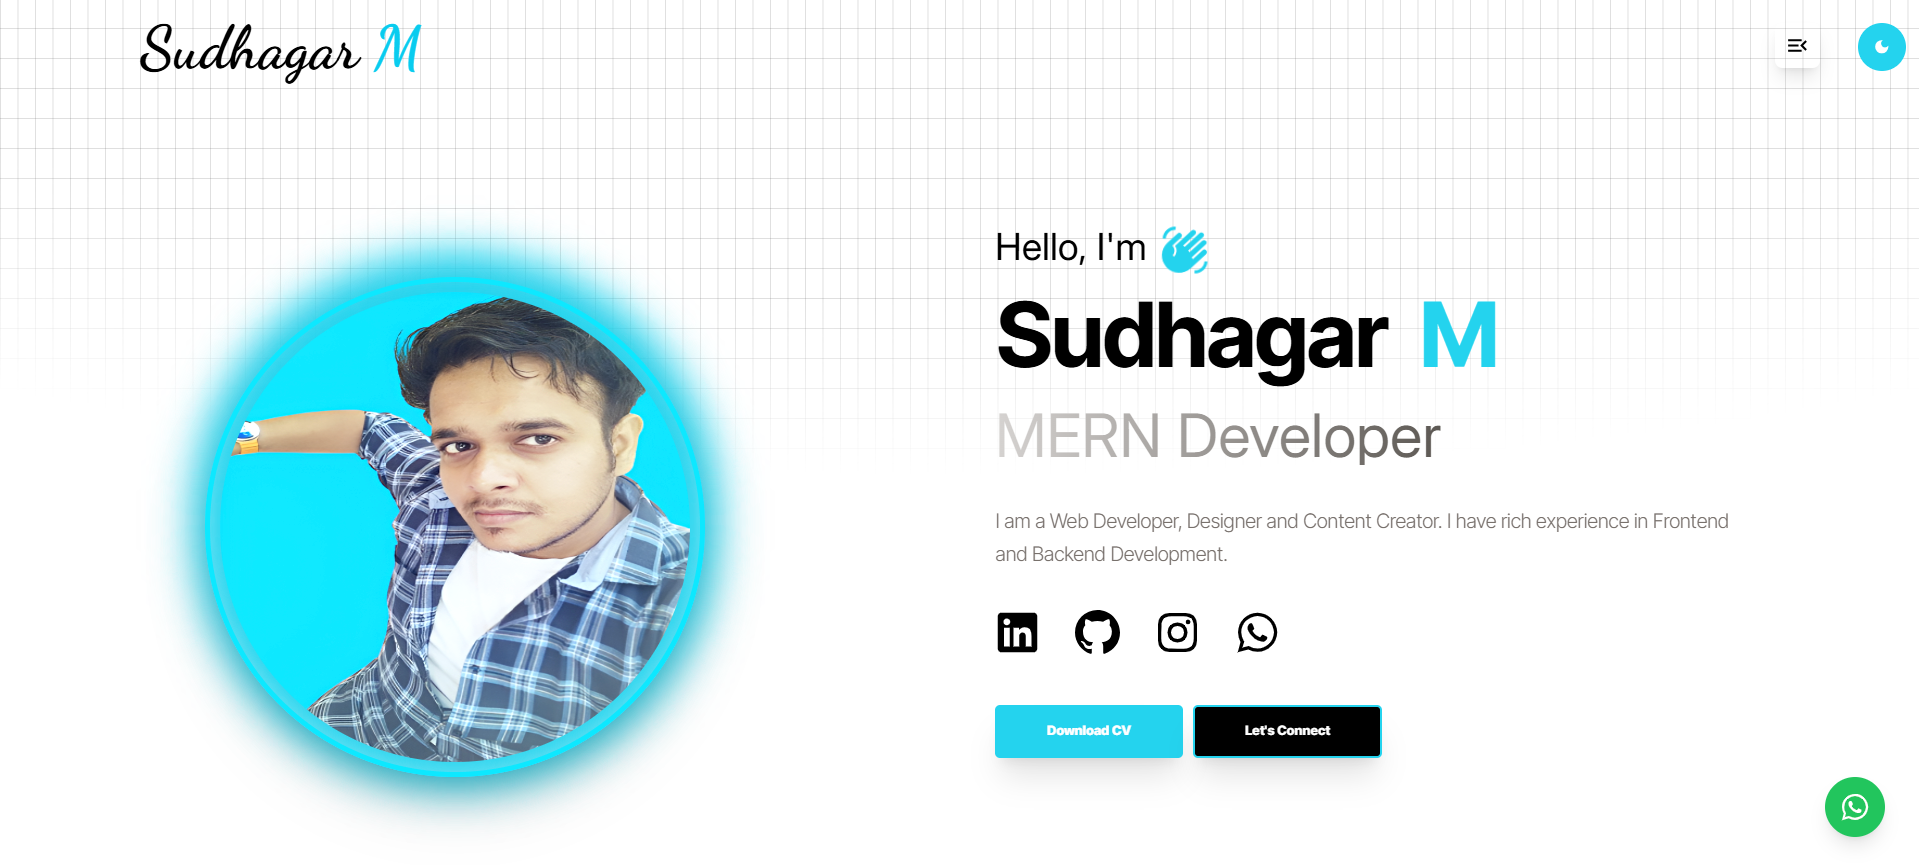 Sudhagar M
Hello, I'm
Sudhagar M
MERN Developer
I am a Web Developer, Designer and Content Creator. I have rich experience in Frontend
and Backend Development.
in
Download CV
Let's Connect